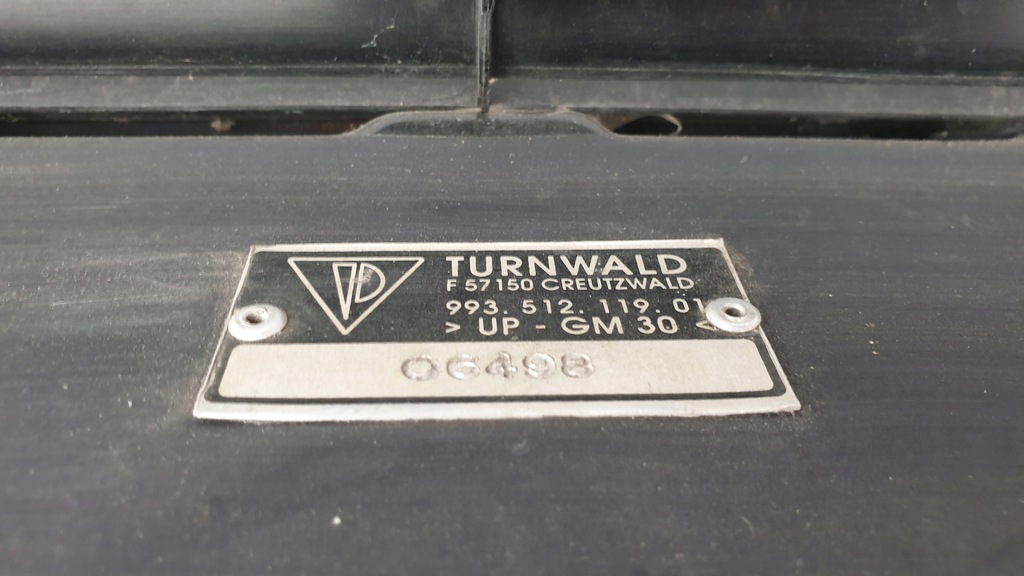 TURNWALD
F 57150 CREUTZWALD
993. 512. 119. 01
> UP - GM 30 <
06498